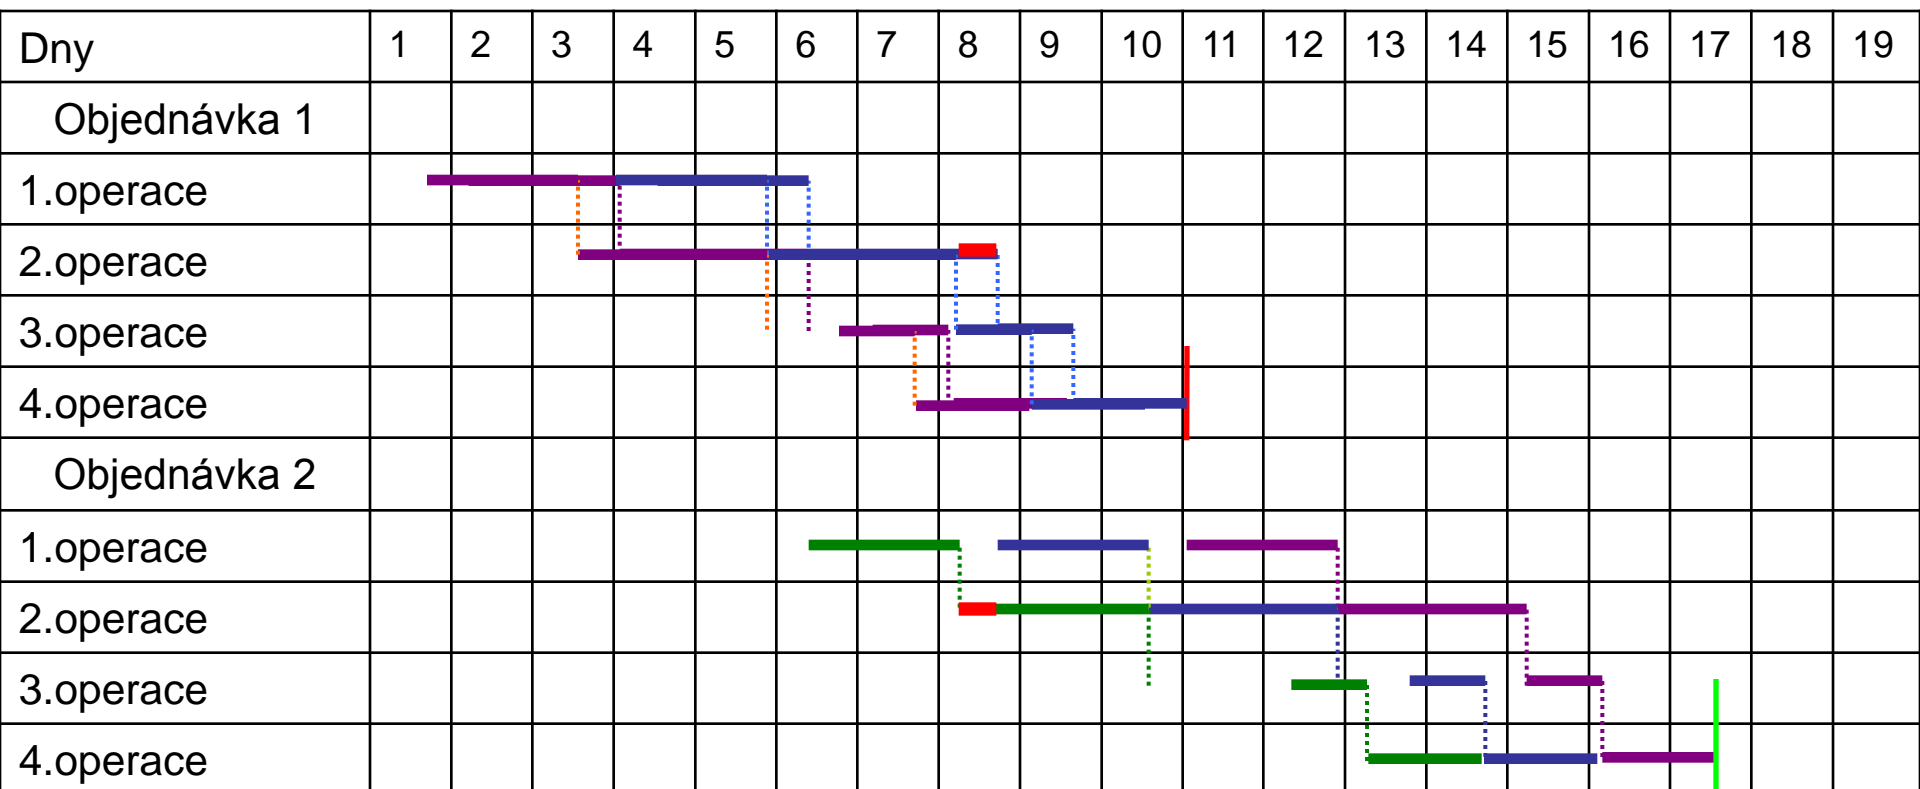 Dny 1 2 3 4 5 6 7 8 9 10 11 12 13 14 15 16 17 18 19
Objednávka 1
1.operace
2.operace
3.operace
4.operace
Objednávka 2
1.operace
2.operace
3.operace
4.operace